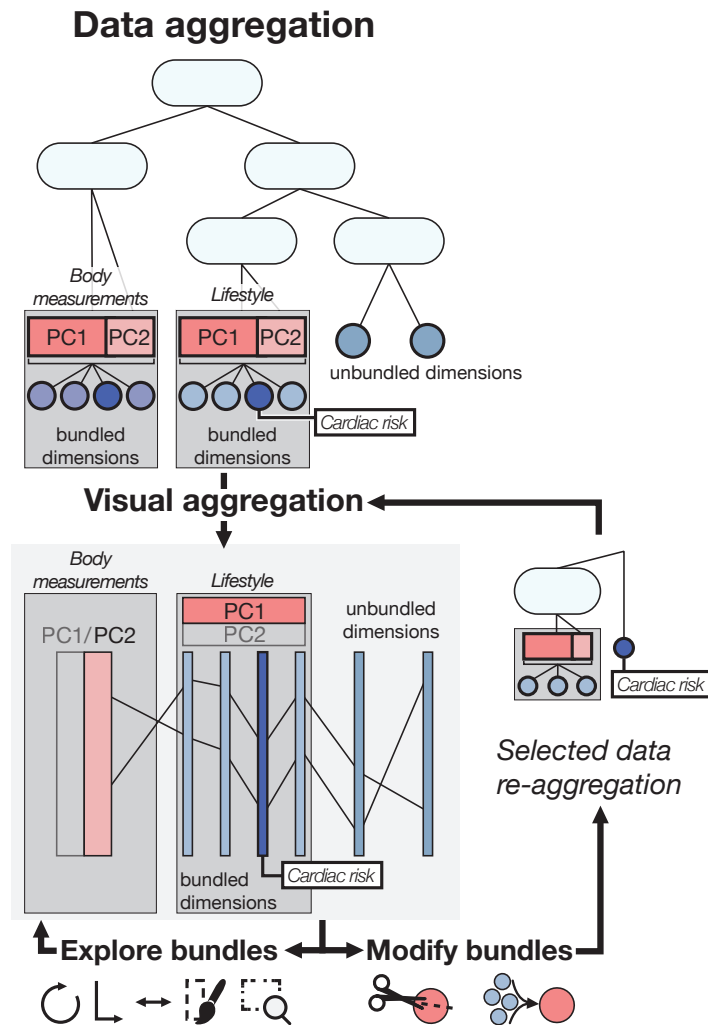 Data aggregation
Body
measurements
Lifestyle
PC1
PC2
PC1
PC2
unbundled dimensions
Cardiac risk
bundled
dimensions
bundled
dimensions
Visual aggregation
Body
measurements
Lifestyle
PC1
PC2
unbundled
dimensions
PC1/PC2
Cardiac risk
Selected data
re-aggregation
Cardiac risk
bundled
dimensions
Explore bundles
Modify bundles